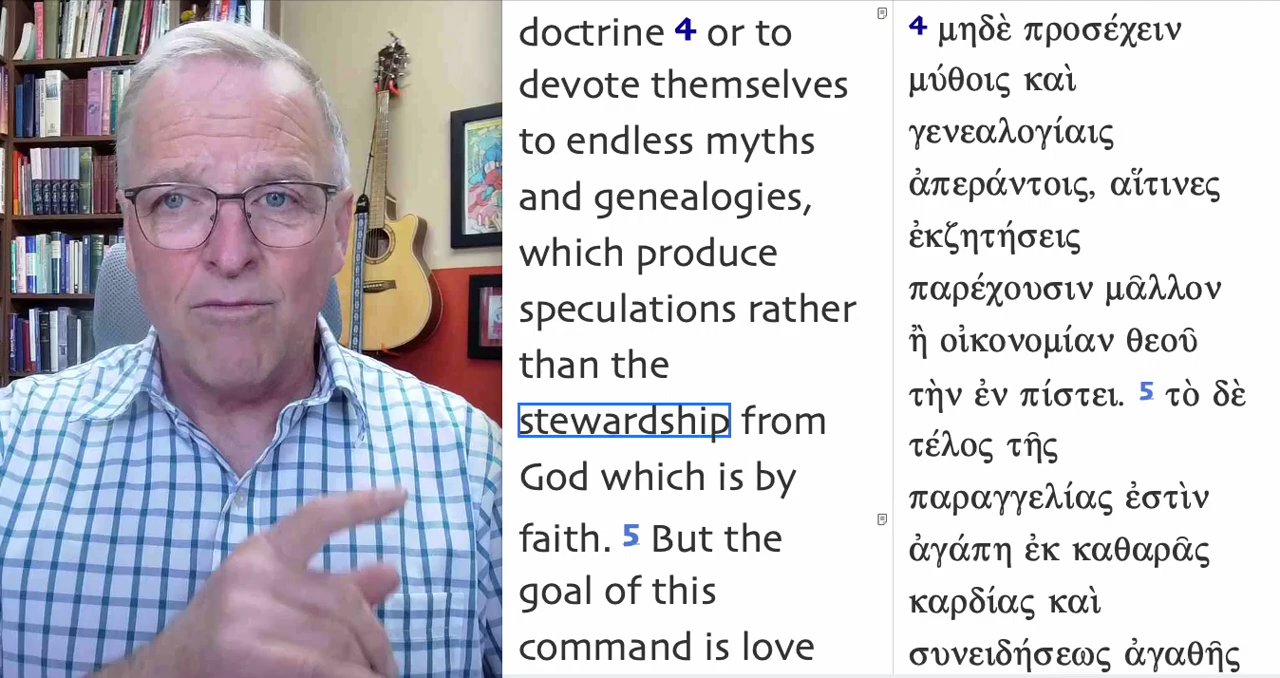 doctrine 4 or to
devote themselves
to endless myths
and genealogies,
which produce
speculations rather
than the
stewardship from
God which is by
faith. 5 But the
goal of this
command is love
4 μηδὲ προσέχειν
μύθοις καὶ
γενεαλογίαις
ἀπεράντοις, αἵτινες
ἐκζητήσεις
παρέχουσιν μᾶλλον
ἢ οἰκονομίαν θεοῦ
τὴν ἐν πίστει. 5 τὸ δὲ
τέλος τῆς
παραγγελίας ἐστὶν
ἀγάπη ἐκ καθαρᾶς
καρδίας καὶ
συνειδήσεως ἀγαθῆς